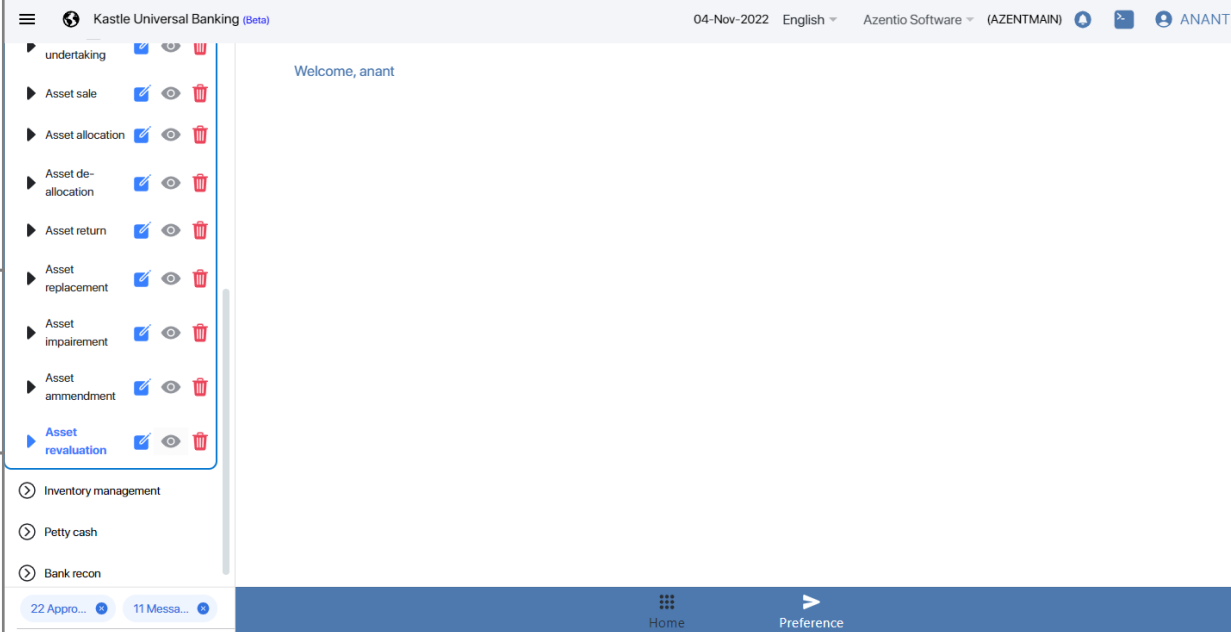 Kastle Universal Banking (Beta)
04-Nov-2022 English Azentio Software (AZENTMAIN) ANANT
undertaking
Welcome, anant
Asset sale
Asset allocation
Asset de-
allocation
Asset return
Asset
replacement
Asset
impairement
Asset
ammendment
Asset
revaluation
Inventory management
Petty cash
Bank recon
22 Appro...
11 Messa...
Home
Preference